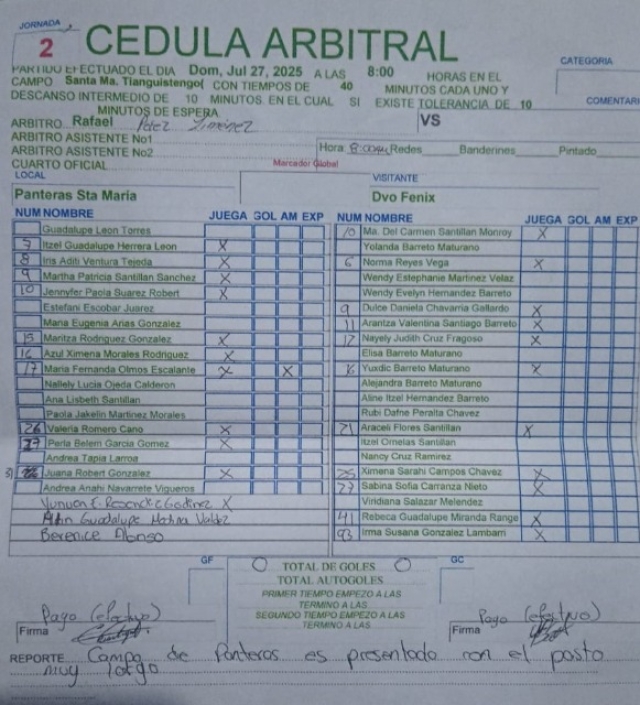 JORNADA
2
CEDULA ARBITRAL
CATEGORIA
PARTIDO EFECTUADO EL DIA Dom, Jul 27, 2025 A LAS 8:00 HORAS EN EL
CAMPO Santa Ma. Tianguistengo( CON TIEMPOS DE 40 MINUTOS CADA UNO Y
DESCANSO INTERMEDIO DE 10 MINUTOS. EN EL CUAL SI EXISTE TOLERANCIA DE 10
COMENTARI
MINUTOS DE ESPERA
VS
ARBITRO Rafael Perez Jimenez
ARBITRO ASISTENTE No1
ARBITRO ASISTENTE No2
Hora: 8:00am Redes Banderines Pintado
CUARTO OFICIAL
Marcador Global
LOCAL
VISITANTE
Panteras Sta María
Dvo Fenix
NUM NOMBRE JUEGA GOL AM EXP
Guadalupe Leon Torres
7 Itzel Guadalupe Herrera Leon X
8 Iris Aditi Ventura Tejeda X
9 Martha Patricia Santillan Sanchez X
10 Jennyfer Paola Suarez Robert X
Estefani Escobar Juarez
Maria Eugenia Arias Gonzalez
15 Maritza Rodriguez Gonzalez X
16 Azul Ximena Morales Rodriguez X
17 Maria Fernanda Olmos Escalante X X
Nallely Lucia Ojeda Calderon
Ana Lisbeth Santillan
Paola Jakelin Martinez Morales
26 Valeria Romero Cano X
27 Perla Belem Garcia Gomez X
Andrea Tapia Larroa
Juana Robert Gonzalez X
Andrea Anahi Navarrete Vigueros
X
Guadalupe Medina Valdez
Berenice Alonso
NUM NOMBRE JUEGA GOL AM EXP
10 Ma. Del Carmen Santillan Monroy X
Yolanda Barreto Maturano
6 Norma Reyes Vega X
Wendy Estephanie Martinez Velaz
Wendy Evelyn Hernandez Barreto
9 Dulce Daniela Chavarria Gallardo X
11 Arantza Valentina Santiago Barreto X
17 Nayely Judith Cruz Fragoso X
Elisa Barreto Maturano
Yuxdic Barreto Maturano X
Alejandra Barreto Maturano
Aline Itzel Hernandez Barreto
Rubi Dafne Peralta Chavez
21 Araceli Flores Santillan X
Itzel Ornelas Santillan
Nancy Cruz Ramirez
25 Ximena Sarahi Campos Chavez X
27 Sabina Sofia Carranza Nieto X
Viridiana Salazar Melendez
41 Rebeca Guadalupe Miranda Range X
93 Irma Susana Gonzalez Lambarri X
GF
0 TOTAL DE GOLES 0
GC
TOTAL AUTOGOLES
PRIMER TIEMPO EMPEZO A LAS
TERMINO A LAS
SEGUNDO TIEMPO EMPEZO A LAS
TERMINO A LAS
Pago (efectivo)
Pago (efectivo)
Firma
Firma
REPORTE Campo de Panteras es presentado con el pasto
muy largo